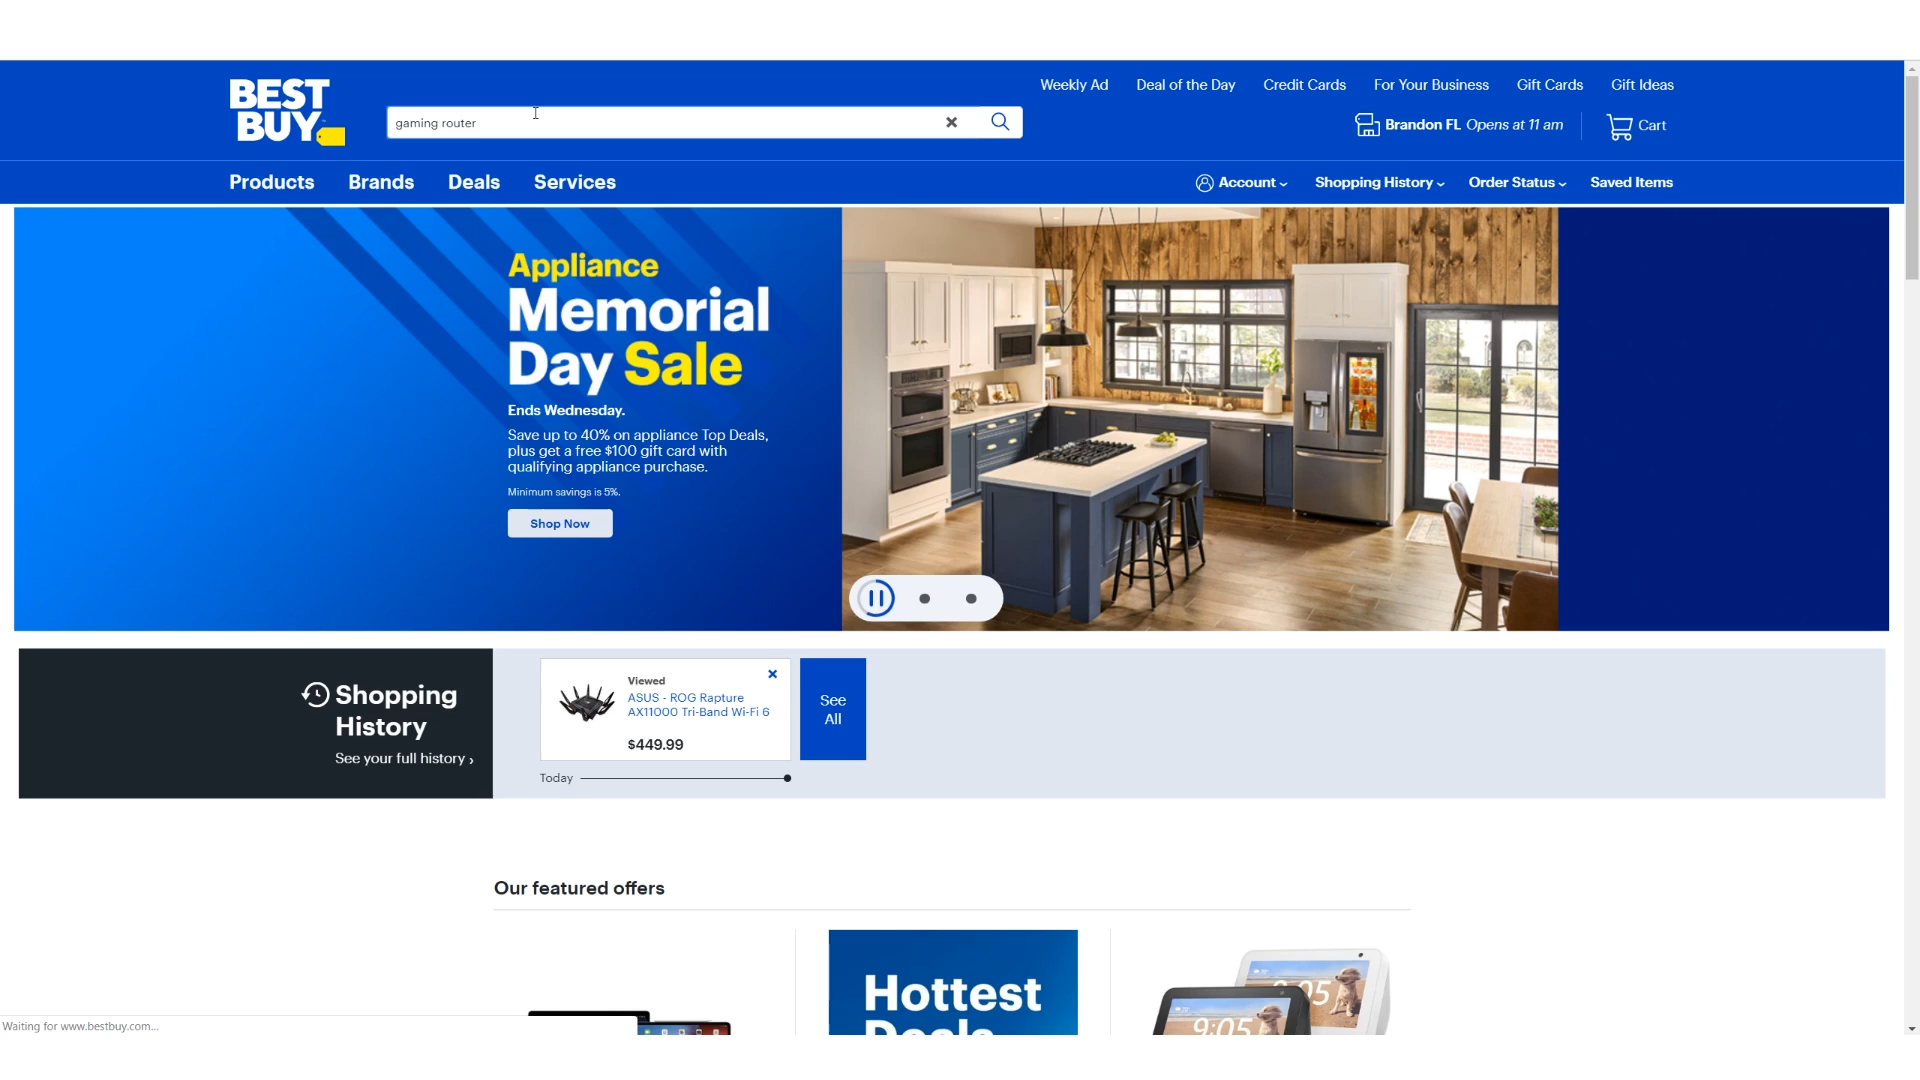 Weekly Ad Deal of the Day Credit Cards For Your Business Gift Cards Gift Ideas
BEST
BUY
gaming router
Brandon FL Opens at 11 am Cart
Products Brands Deals Services
Account Shopping History Order Status Saved Items
Appliance
Memorial
Day Sale
Ends Wednesday.
Save up to 40% on appliance Top Deals,
plus get a free $100 gift card with
qualifying appliance purchase.
Minimum savings is 5%.
Shop Now
Shopping
History
See your full history ›
Viewed
ASUS - ROG Rapture
AX11000 Tri-Band Wi-Fi 6
$449.99
See
All
Today
Our featured offers
Hottest
Deals
9:05
Waiting for www.bestbuy.com...